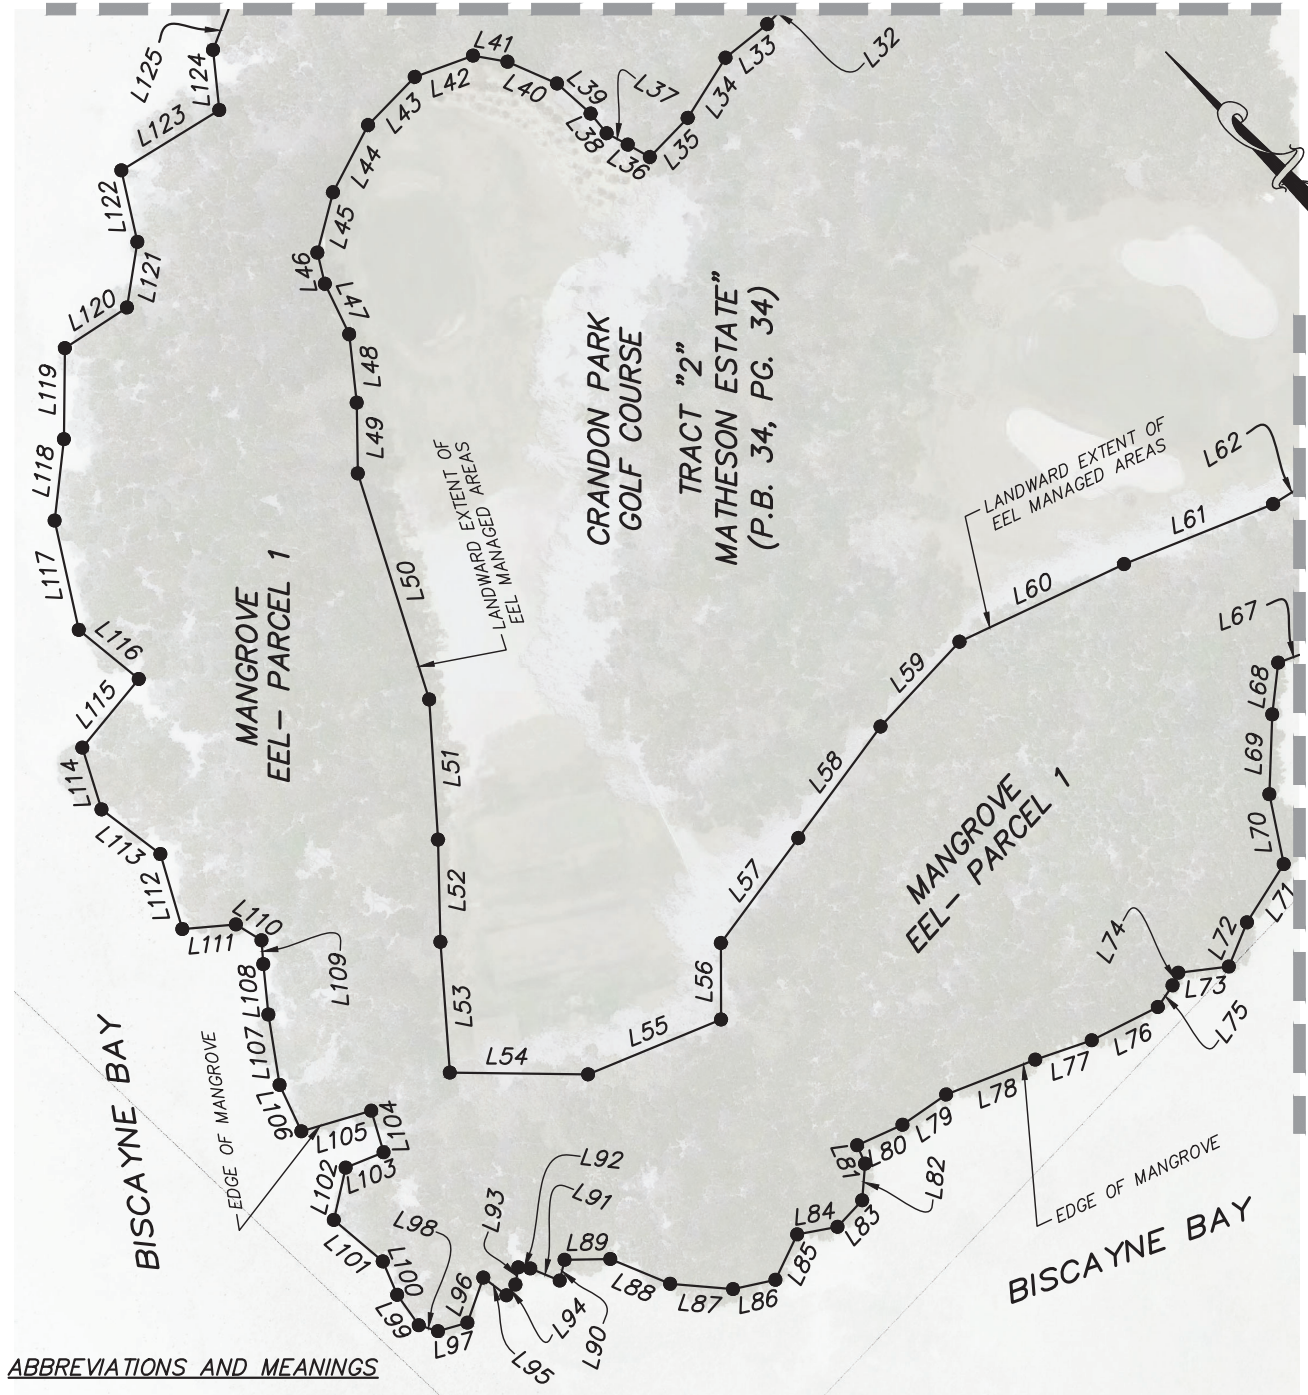 L125
L124
L123
L122
L121
L120
L119
L118
L117
L116
L115
L114
L113
L112
L111
L110
L109
L108
L107
L106
L105
L104
L103
L102
L101
L100
L99
L98
L97
L96
L95
L94
L93
L92
L91
L90
L89
L88
L87
L86
L85
L84
L83
L82
L81
L80
L79
L78
L77
L76
L75
L74
L73
L72
L71
L70
L69
L68
L67
L62
L61
L60
L59
L58
L57
L56
L55
L54
L53
L52
L51
L50
L49
L48
L47
L46
L45
L44
L43
L42
L41
L40
L39
L38
L37
L36
L35
L34
L33
L32
CRANDON PARK
GOLF COURSE
TRACT "2"
MATHESON ESTATE"
(P.B. 34, PG. 34)
LANDWARD EXTENT OF
EEL MANAGED AREAS
LANDWARD EXTENT OF
EEL MANAGED AREAS
MANGROVE
EEL- PARCEL 1
MANGROVE
EEL- PARCEL 1
EDGE OF MANGROVE
BISCAYNE BAY
EDGE OF MANGROVE
BISCAYNE BAY
ABBREVIATIONS AND MEANINGS